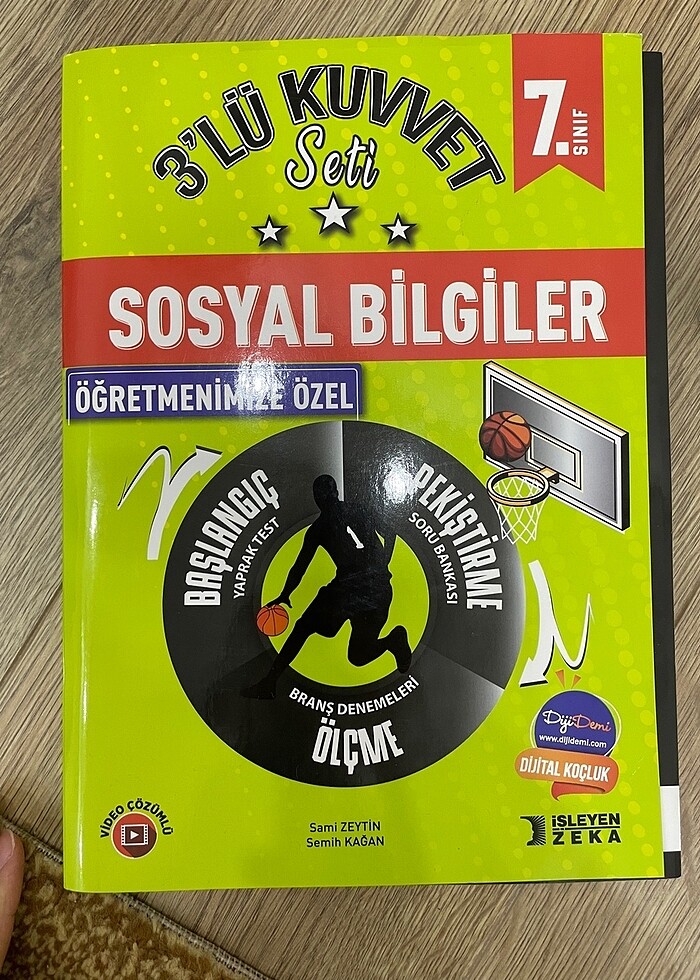 3'LÜ KUVVET
Seti
7.
SINIF
SOSYAL BİLGİLER
ÖĞRETMENİMİZE ÖZEL
BAŞLANGIÇ
YAPRAK TEST
PEKİŞTİRME
SORU BANKASI
1
BRANŞ DENEMELERİ
ÖLÇME
DijiDemi
www.dijidemi.com
DİJİTAL KOÇLUK
VIDEO ÇÖZÜMLÜ
Sami ZEYTİN
Semih KAĞAN
İŞLEYEN
ZEKA